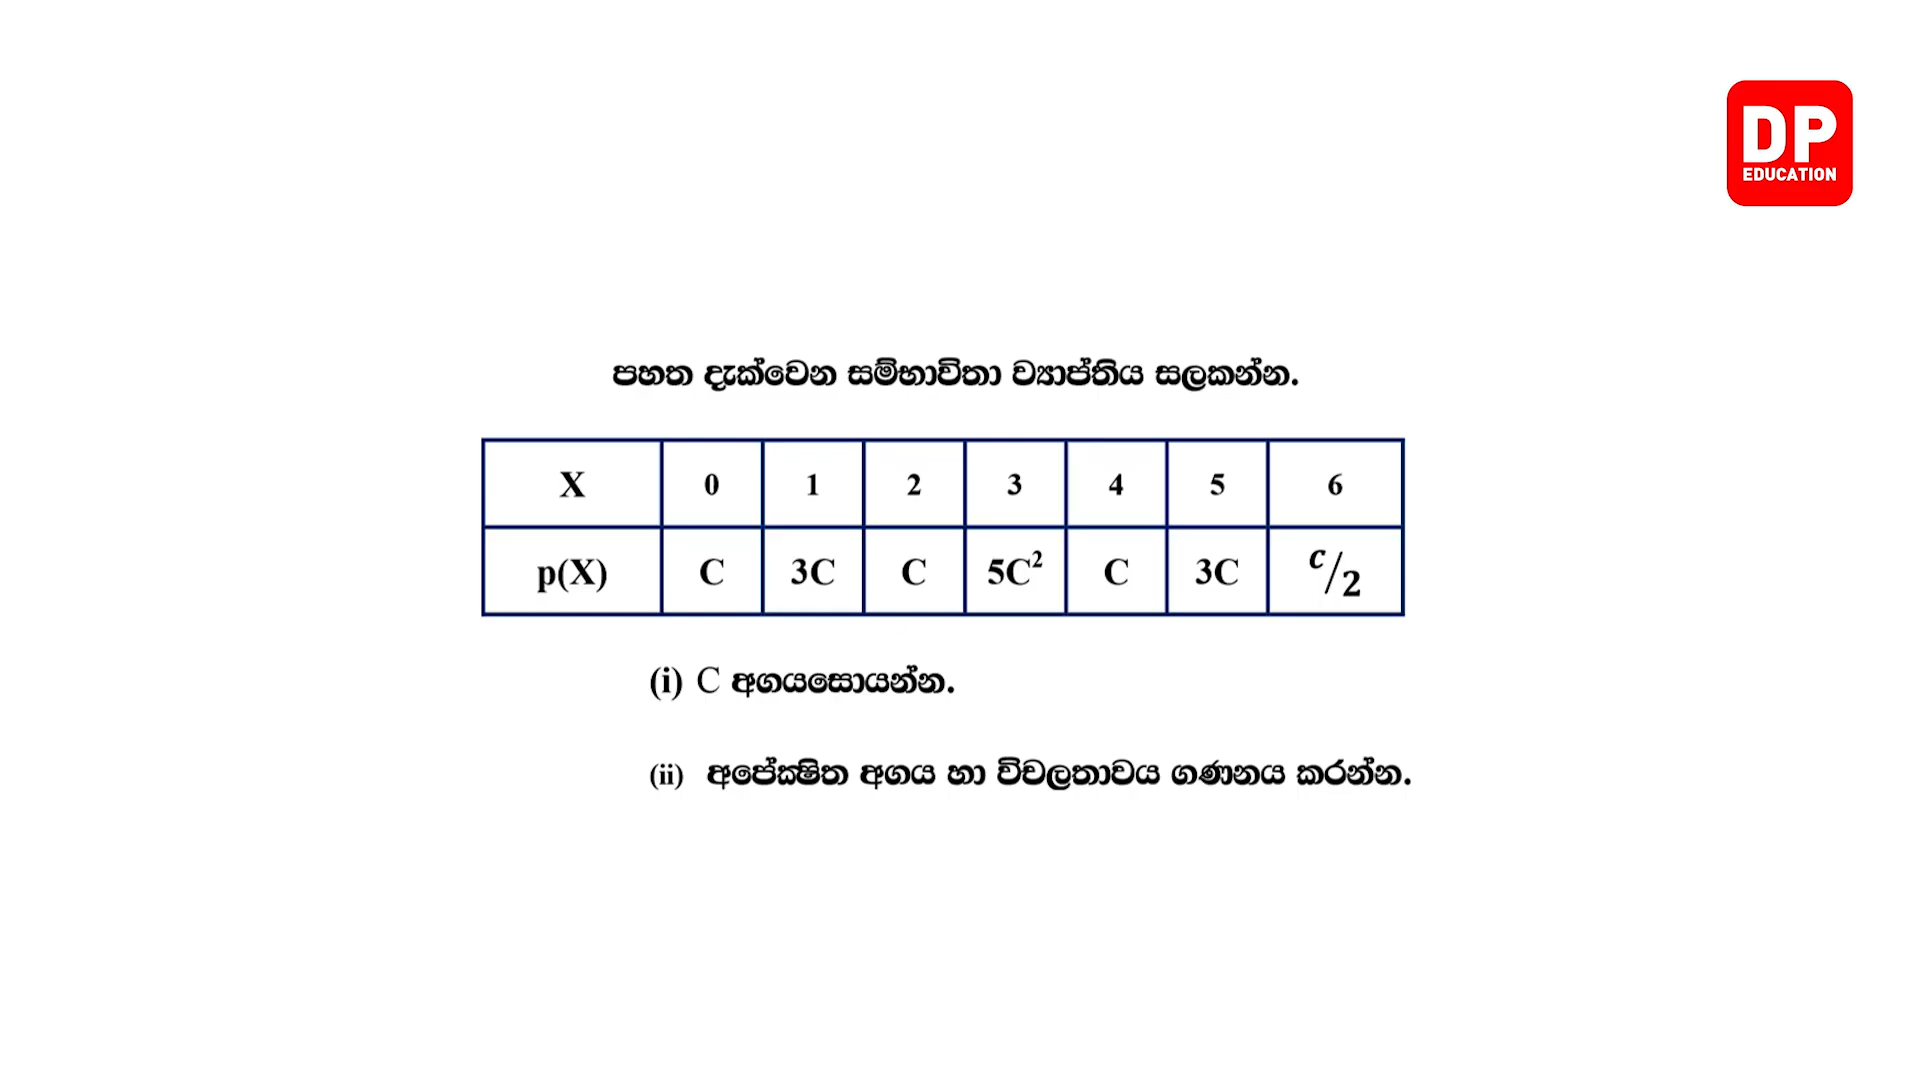 DP
EDUCATION
පහත දැක්වෙන සම්භාවිතා ව්‍යාප්තිය සලකන්න.
X 0 1 2 3 4 5 6
p(X) C 3C C 5C² C 3C c/2
(i) C අගයසොයන්න.
(ii) අපේක්‍ෂිත අගය හා විචලතාවය ගණනය කරන්න.